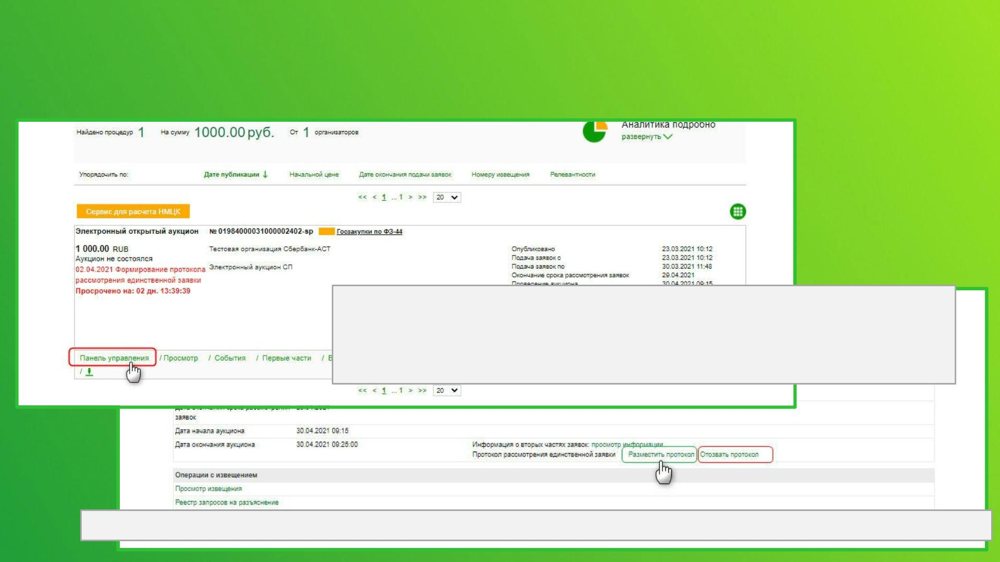 Найдено процедур 1 На сумму 1000.00 руб. От 1 организаторов
Аналитика подробно
развернуть
Упорядочить по: Дате публикации ↓ Начальной цене Дате окончания подачи заявок Номеру извещения Релевантности
<< < 1 ...1 > >> 20
Сервис для расчета НМЦК
Электронный открытый аукцион № 01984000031000002402-sp Госзакупки по ФЗ-44
1 000.00 RUB
Аукцион не состоялся
02.04.2021 Формирование протокола
рассмотрения единственной заявки
Просрочено на: 02 дн. 13:39:39
Тестовая организация Сбербанк-АСТ
Электронный аукцион СП
Опубликовано 23.03.2021 10:12
Подача заявок с 23.03.2021 10:12
Подача заявок по 30.03.2021 11:48
Окончание срока рассмотрения заявок 29.04.2021
Проведение аукциона 30.04.2021 09:15
Панель управления / Просмотр / События / Первые части / В
/
<< < 1 ...1 > >> 20
заявок
Дата начала аукциона 30.04.2021 09:15
Дата окончания аукциона 30.04.2021 09:25:00
Информация о вторых частях заявок: просмотр информации
Протокол рассмотрения единственной заявки Разместить протокол Отозвать протокол
Операции с извещением
Просмотр извещения
Реестр запросов на разъяснение